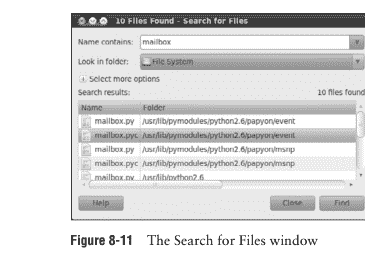 10 Files Found - Search for Files
Name contains: mailbox
Look in folder: File System
Select more options
Search results: 10 files found
Name Folder
mailbox.py /usr/lib/pymodules/python2.6/papyon/event
mailbox.pyc /usr/lib/pymodules/python2.6/papyon/event
mailbox.py /usr/lib/pymodules/python2.6/papyon/msnp
mailbox.pyc /usr/lib/pymodules/python2.6/papyon/msnp
mailbox.py /usr/lib/python2.6
Help Close Find
Figure 8-11 The Search for Files window